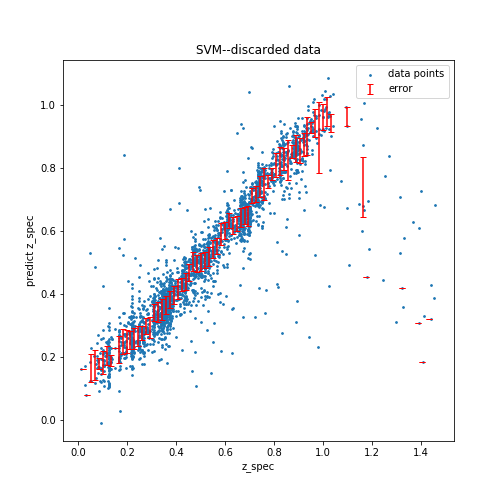 SVM--discarded data
data points
error
predict z_spec
1.0
0.8
0.6
0.4
0.2
0.0
0.0 0.2 0.4 0.6 0.8 1.0 1.2 1.4
z_spec